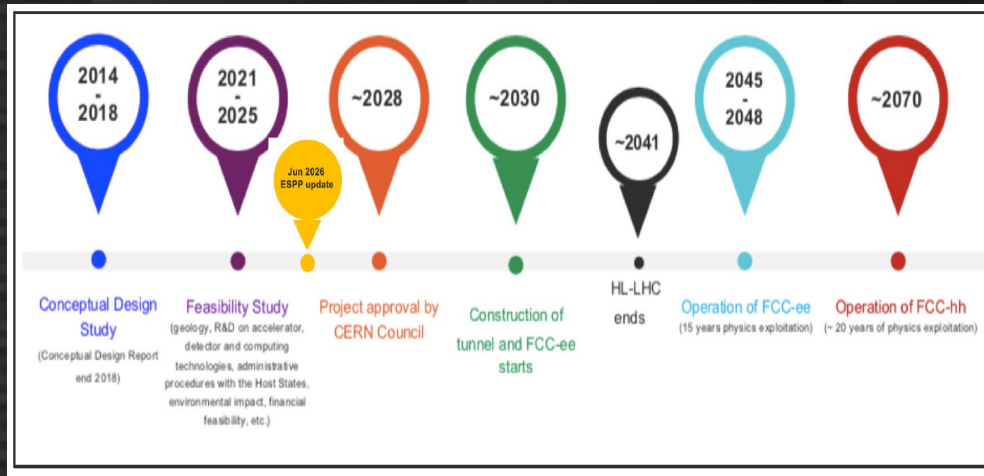 2014
-
2018
2021
-
2025
Jun 2026
ESPP update
~2028
~2030
~2041
2045
-
2048
~2070
Conceptual Design
Study
(Conceptual Design Report
end 2018)
Feasibility Study
(geology, R&D on accelerator,
detector and computing
technologies, administrative
procedures with the Host States,
environmental impact, financial
feasibility, etc.)
Project approval by
CERN Council
Construction of
tunnel and FCC-ee
starts
HL-LHC
ends
Operation of FCC-ee
(15 years physics exploitation)
Operation of FCC-hh
(~ 20 years of physics exploitation)